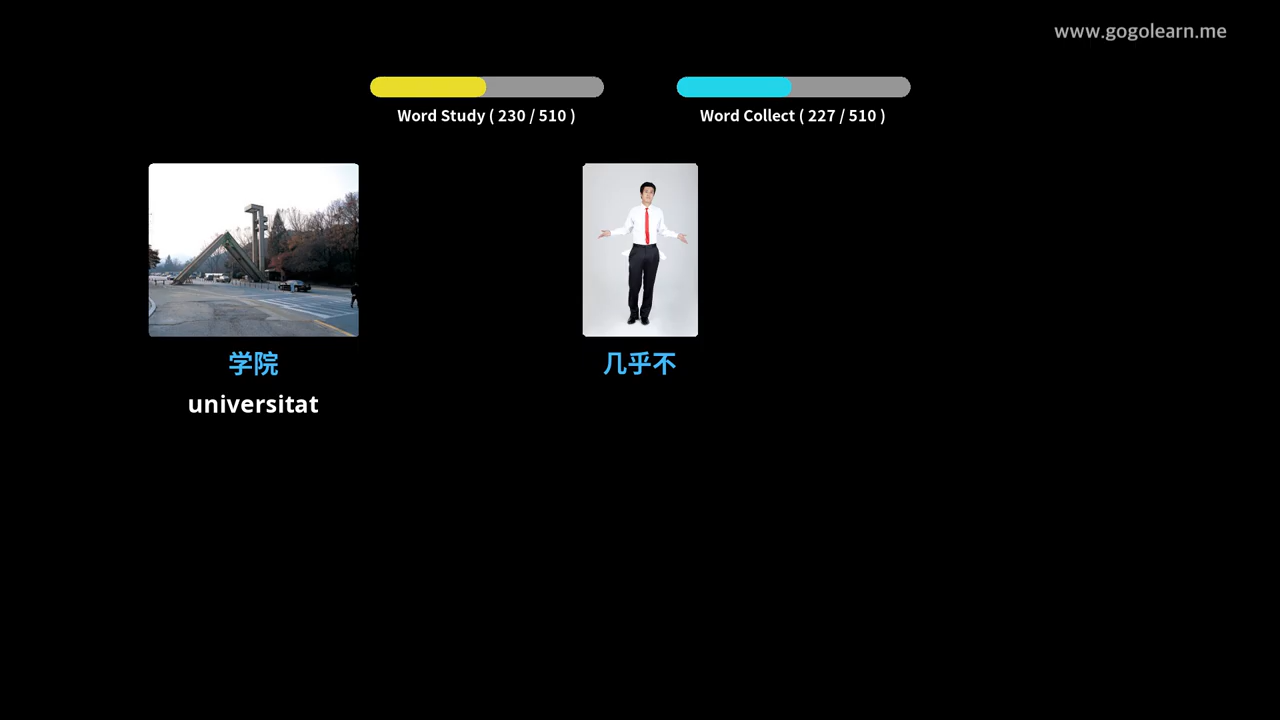 www.gogolearn.me
Word Study ( 230 / 510 )
Word Collect ( 227 / 510 )
学院
几乎不
universitat